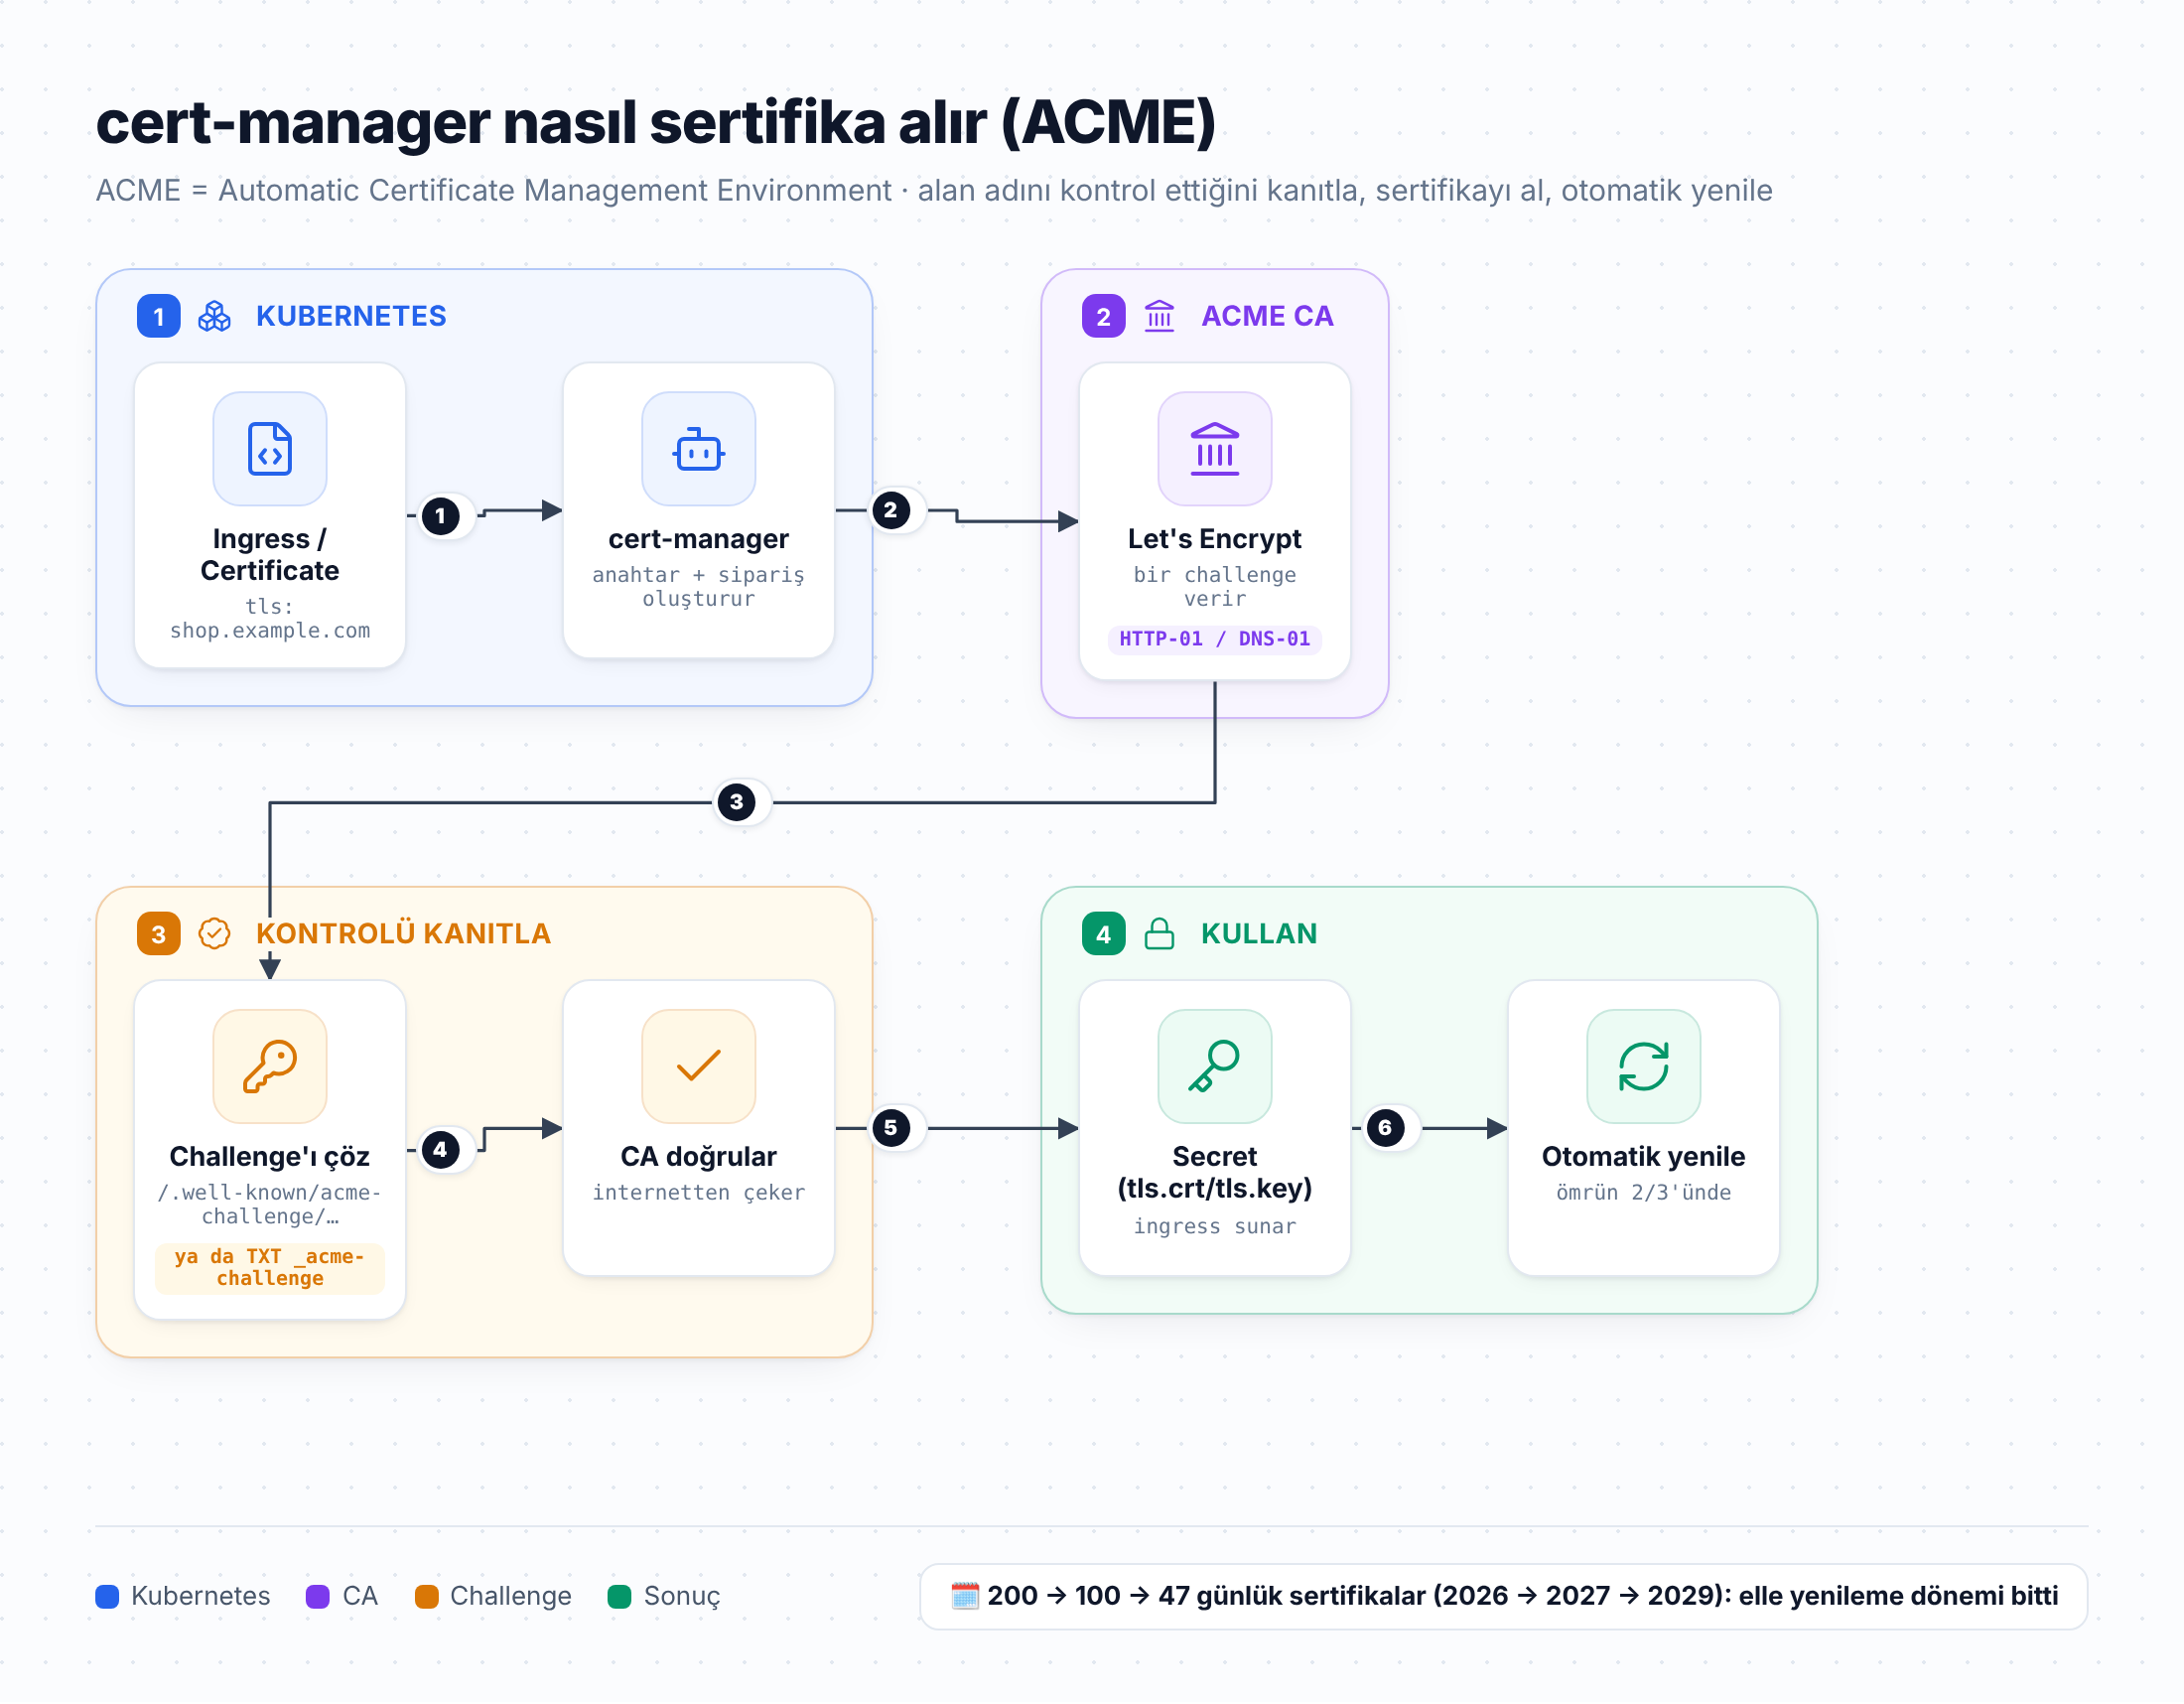 cert-manager nasıl sertifika alır (ACME)
ACME = Automatic Certificate Management Environment · alan adını kontrol ettiğini kanıtla, sertifikayı al, otomatik yenile
1 KUBERNETES
Ingress /
Certificate
tls:
shop.example.com
1
cert-manager
anahtar + sipariş
oluşturur
2
2 ACME CA
Let's Encrypt
bir challenge
verir
HTTP-01 / DNS-01
3
3 KONTROLÜ KANITLA
Challenge'ı çöz
/.well-known/acme-
challenge/…
ya da TXT _acme-
challenge
4
CA doğrular
internetten çeker
5
4 KULLAN
Secret
(tls.crt/tls.key)
ingress sunar
6
Otomatik yenile
ömrün 2/3'ünde
Kubernetes
CA
Challenge
Sonuç
🗓️ 200 → 100 → 47 günlük sertifikalar (2026 → 2027 → 2029): elle yenileme dönemi bitti